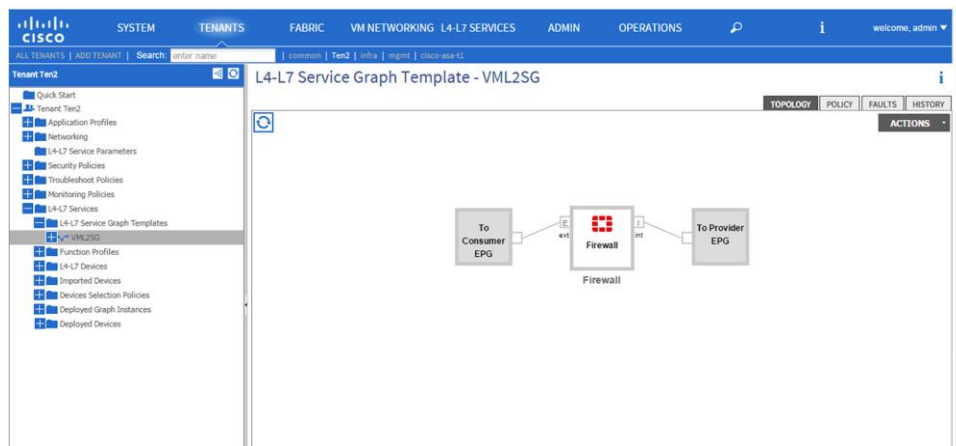 CISCO
SYSTEM TENANTS FABRIC VM NETWORKING L4-L7 SERVICES ADMIN OPERATIONS i welcome, admin
ALL TENANTS | ADD TENANT | Search: enter name | common | Ten2 | infra | mgmt | cisco-asa-t1
Tenant Ten2
Quick Start
Tenant Ten2
Application Profiles
Networking
L4-L7 Service Parameters
Security Policies
Troubleshoot Policies
Monitoring Policies
L4-L7 Services
L4-L7 Service Graph Templates
VML2SG
Function Profiles
L4-L7 Devices
Imported Devices
Devices Selection Policies
Deployed Graph Instances
Deployed Devices
L4-L7 Service Graph Template - VML2SG
i
TOPOLOGY POLICY FAULTS HISTORY
ACTIONS
To
Consumer
EPG
E
ext
Firewall
I
int
To Provider
EPG
Firewall